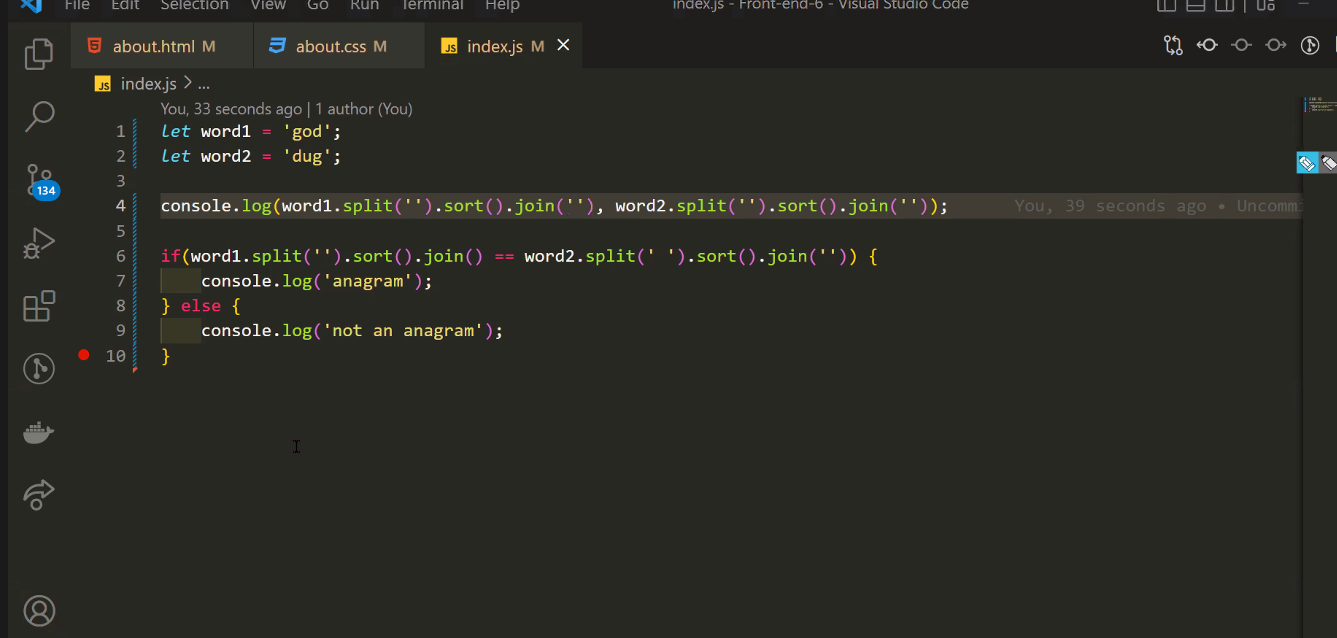 File Edit Selection View Go Run Terminal Help index.js - Front-end-6 - Visual Studio Code
about.html M about.css M JS index.js M
JS index.js > ...
You, 33 seconds ago | 1 author (You)
1 let word1 = 'god';
2 let word2 = 'dug';
3
4 console.log(word1.split('').sort().join(''), word2.split('').sort().join('')); You, 39 seconds ago • Uncommi
5
6 if(word1.split('').sort().join() == word2.split(' ').sort().join('')) {
7 console.log('anagram');
8 } else {
9 console.log('not an anagram');
10 }
134